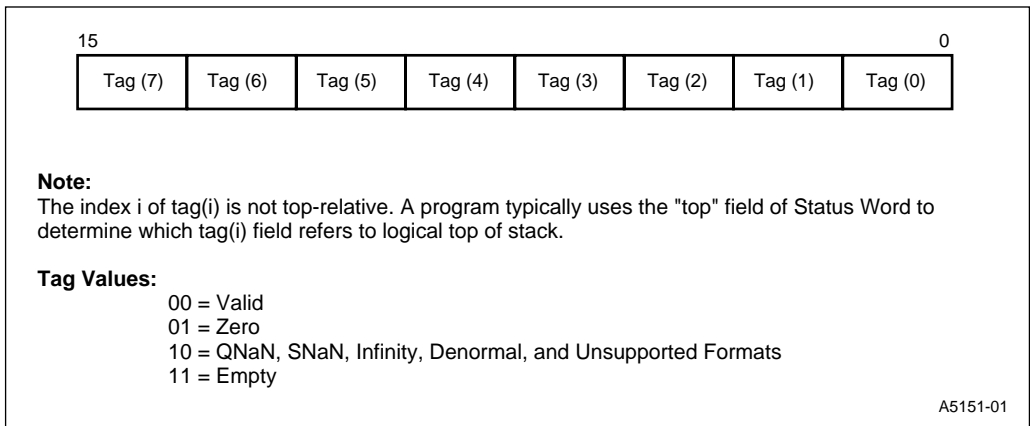 15 0
Tag (7) Tag (6) Tag (5) Tag (4) Tag (3) Tag (2) Tag (1) Tag (0)
Note:
The index i of tag(i) is not top-relative. A program typically uses the "top" field of Status Word to
determine which tag(i) field refers to logical top of stack.
Tag Values:
00 = Valid
01 = Zero
10 = QNaN, SNaN, Infinity, Denormal, and Unsupported Formats
11 = Empty
A5151-01